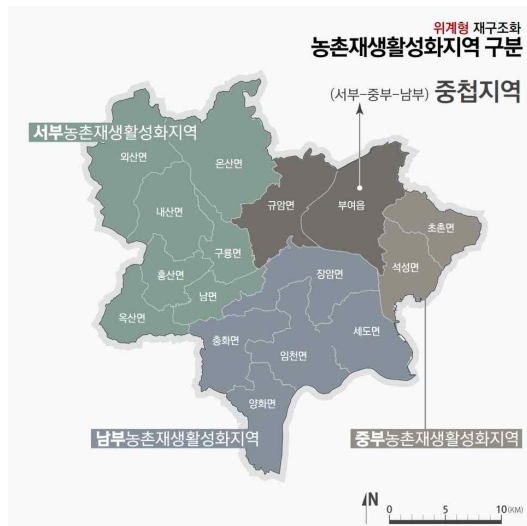 위계형 재구조화
농촌재생활성화지역 구분
(서부-중부-남부) 중첩지역
서부농촌재생활성화지역
외산면
은산면
규암면
부여읍
내산면
초촌면
구룡면
석성면
홍산면
장암면
남면
옥산면
세도면
충화면
임천면
양화면
남부농촌재생활성화지역
중부농촌재생활성화지역
N
0 5 10(KM)